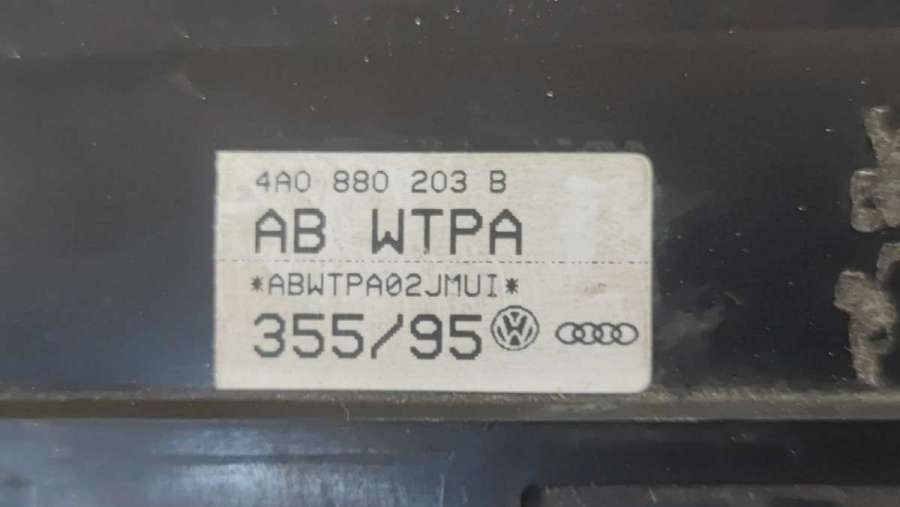 4A0 880 203 B
AB WTPA
*ABWTPA02JMUI*
355/95